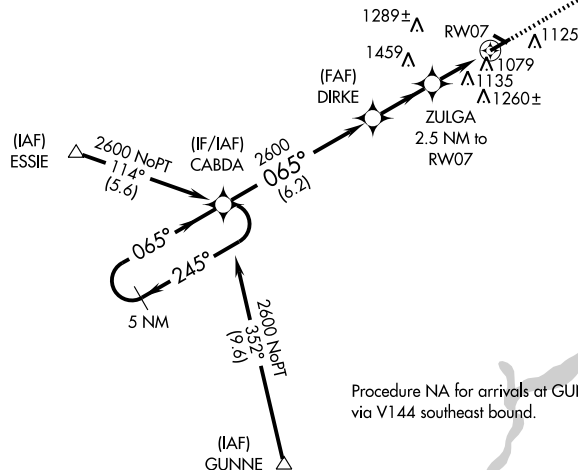 1289±
1459
RW07
1125
1079
1135
1260±
(FAF)
DIRKE
ZULGA
2.5 NM to
RW07
(IAF)
ESSIE
2600 NoPT
114°
(5.6)
(IF/IAF)
CABDA
2600
065°
(6.2)
065°
245°
5 NM
2600 NoPT
352°
(9.6)
(IAF)
GUNNE
Procedure NA for arrivals at GU
via V144 southeast bound.